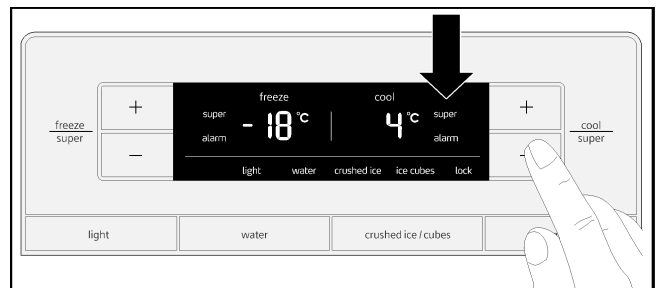 freeze
super
+
−
freeze
cool
super
alarm
- 18 °C
4 °C
super
alarm
light water crushed ice ice cubes lock
+
cool
super
light
water
crushed ice / cubes